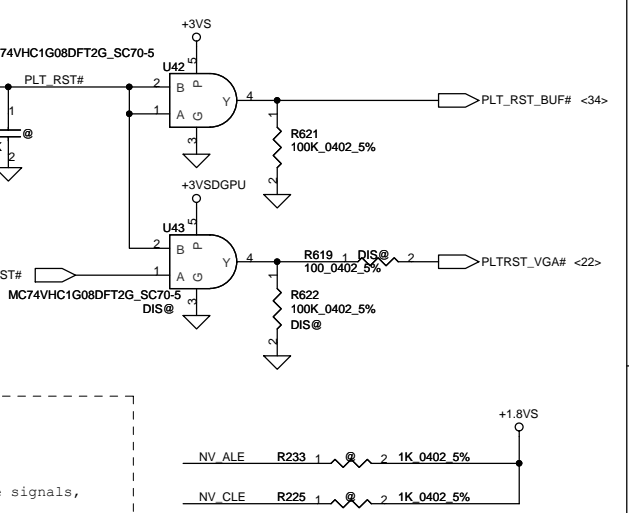 +3VS
74VHC1G08DFT2G_SC70-5
U42
5
PLT_RST#
2
B
P
Y
4
PLT_RST_BUF# <34>
1
A
G
1
@
2
3
1
R621
100K_0402_5%
2
+3VSDGPU
U43
5
2
B
P
Y
4
R619
1
DIS@
2
100_0402_5%
PLTRST_VGA# <22>
ST#
1
A
G
MC74VHC1G08DFT2G_SC70-5
DIS@
3
1
R622
100K_0402_5%
DIS@
2
+1.8VS
NV_ALE R233 1 @ 2 1K_0402_5%
signals,
NV_CLE R225 1 @ 2 1K_0402_5%